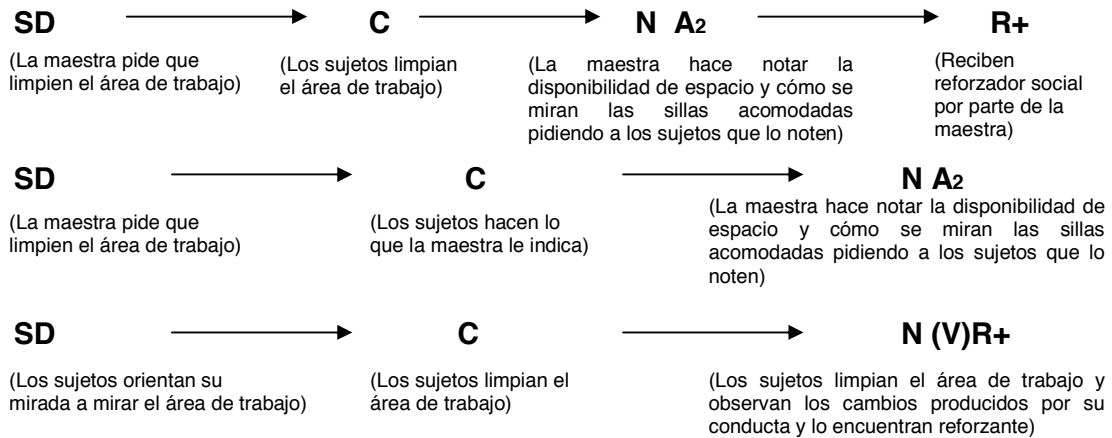 SD C N A2 R+
(La maestra pide que
limpien el área de trabajo)
(Los sujetos limpian
el área de trabajo)
(La maestra hace notar la
disponibilidad de espacio y cómo se
miran las sillas acomodadas
pidiendo a los sujetos que lo noten)
(Reciben
reforzador social
por parte de la
maestra)
SD C N A2
(La maestra pide que
limpien el área de trabajo)
(Los sujetos hacen lo
que la maestra le indica)
(La maestra hace notar la disponibilidad de
espacio y cómo se miran las sillas
acomodadas pidiendo a los sujetos que lo
noten)
SD C N (V)R+
(Los sujetos orientan su
mirada a mirar el área de trabajo)
(Los sujetos limpian el
área de trabajo)
(Los sujetos limpian el área de trabajo y
observan los cambios producidos por su
conducta y lo encuentran reforzante)